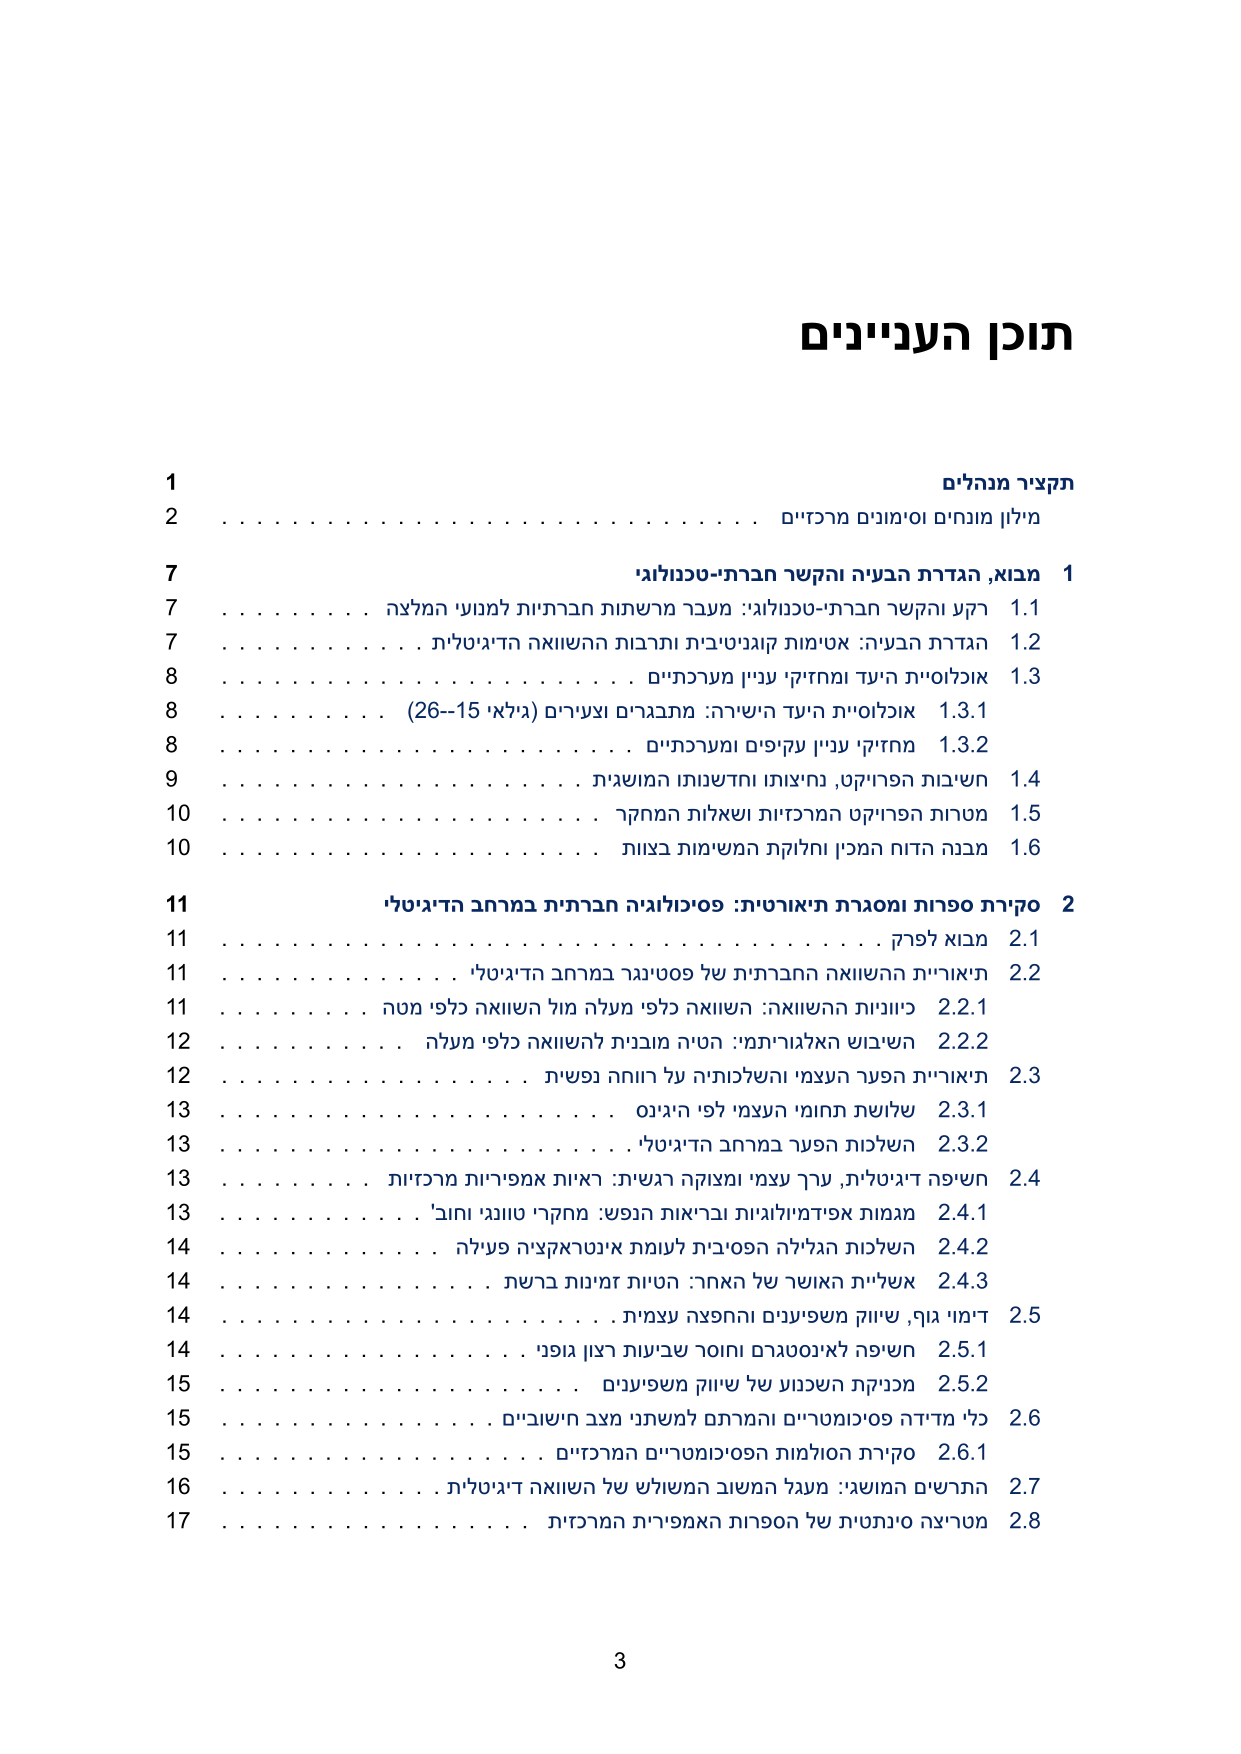 תוכן העניינים
תקציר מנהלים 1
מילון מונחים וסימונים מרכזיים . . . . . . . . . . . . . . . . . . . . . . . . . . . . . . . 2
1 מבוא, הגדרת הבעיה והקשר חברתי-טכנולוגי 7
1.1 רקע והקשר חברתי-טכנולוגי: מעבר מרשתות חברתיות למנועי המלצה . . . . . . . . . 7
1.2 הגדרת הבעיה: אטימות קוגניטיבית ותרבות ההשוואה הדיגיטלית . . . . . . . . . . . . 7
1.3 אוכלוסיית היעד ומחזיקי עניין מערכתיים . . . . . . . . . . . . . . . . . . . . . . . . 8
1.3.1 אוכלוסיית היעד הישירה: מתבגרים וצעירים (גילאי 15--26) . . . . . . . . . . 8
1.3.2 מחזיקי עניין עקיפים ומערכתיים . . . . . . . . . . . . . . . . . . . . . . . . 8
1.4 חשיבות הפרויקט, נחיצותו וחדשנותו המושגית . . . . . . . . . . . . . . . . . . . . . 9
1.5 מטרות הפרויקט המרכזיות ושאלות המחקר . . . . . . . . . . . . . . . . . . . . . . 10
1.6 מבנה הדוח המכין וחלוקת המשימות בצוות . . . . . . . . . . . . . . . . . . . . . . 10
2 סקירת ספרות ומסגרת תיאורטית: פסיכולוגיה חברתית במרחב הדיגיטלי 11
2.1 מבוא לפרק . . . . . . . . . . . . . . . . . . . . . . . . . . . . . . . . . . . . . . 11
2.2 תיאוריית ההשוואה החברתית של פסטינגר במרחב הדיגיטלי . . . . . . . . . . . . . . 11
2.2.1 כיווניות ההשוואה: השוואה כלפי מעלה מול השוואה כלפי מטה . . . . . . . . . 11
2.2.2 השיבוש האלגוריתמי: הטיה מובנית להשוואה כלפי מעלה . . . . . . . . . . . 12
2.3 תיאוריית הפער העצמי והשלכותיה על רווחה נפשית . . . . . . . . . . . . . . . . . . 12
2.3.1 שלושת תחומי העצמי לפי היגינס . . . . . . . . . . . . . . . . . . . . . . . 13
2.3.2 השלכות הפער במרחב הדיגיטלי . . . . . . . . . . . . . . . . . . . . . . . . 13
2.4 חשיפה דיגיטלית, ערך עצמי ומצוקה רגשית: ראיות אמפיריות מרכזיות . . . . . . . . . 13
2.4.1 מגמות אפידמיולוגיות ובריאות הנפש: מחקרי טוונגי וחוב' . . . . . . . . . . . . 13
2.4.2 השלכות הגלילה הפסיבית לעומת אינטראקציה פעילה . . . . . . . . . . . . . 14
2.4.3 אשליית האושר של האחר: הטיות זמינות ברשת . . . . . . . . . . . . . . . . 14
2.5 דימוי גוף, שיווק משפיענים והחפצה עצמית . . . . . . . . . . . . . . . . . . . . . . . 14
2.5.1 חשיפה לאינסטגרם וחוסר שביעות רצון גופני . . . . . . . . . . . . . . . . . . 14
2.5.2 מכניקת השכנוע של שיווק משפיענים . . . . . . . . . . . . . . . . . . . . . 15
2.6 כלי מדידה פסיכומטריים והמרתם למשתני מצב חישוביים . . . . . . . . . . . . . . . . 15
2.6.1 סקירת הסולמות הפסיכומטריים המרכזיים . . . . . . . . . . . . . . . . . . . 15
2.7 התרשים המושגי: מעגל המשוב המשולש של השוואה דיגיטלית . . . . . . . . . . . . . 16
2.8 מטריצה סינתטית של הספרות האמפירית המרכזית . . . . . . . . . . . . . . . . . . 17
3